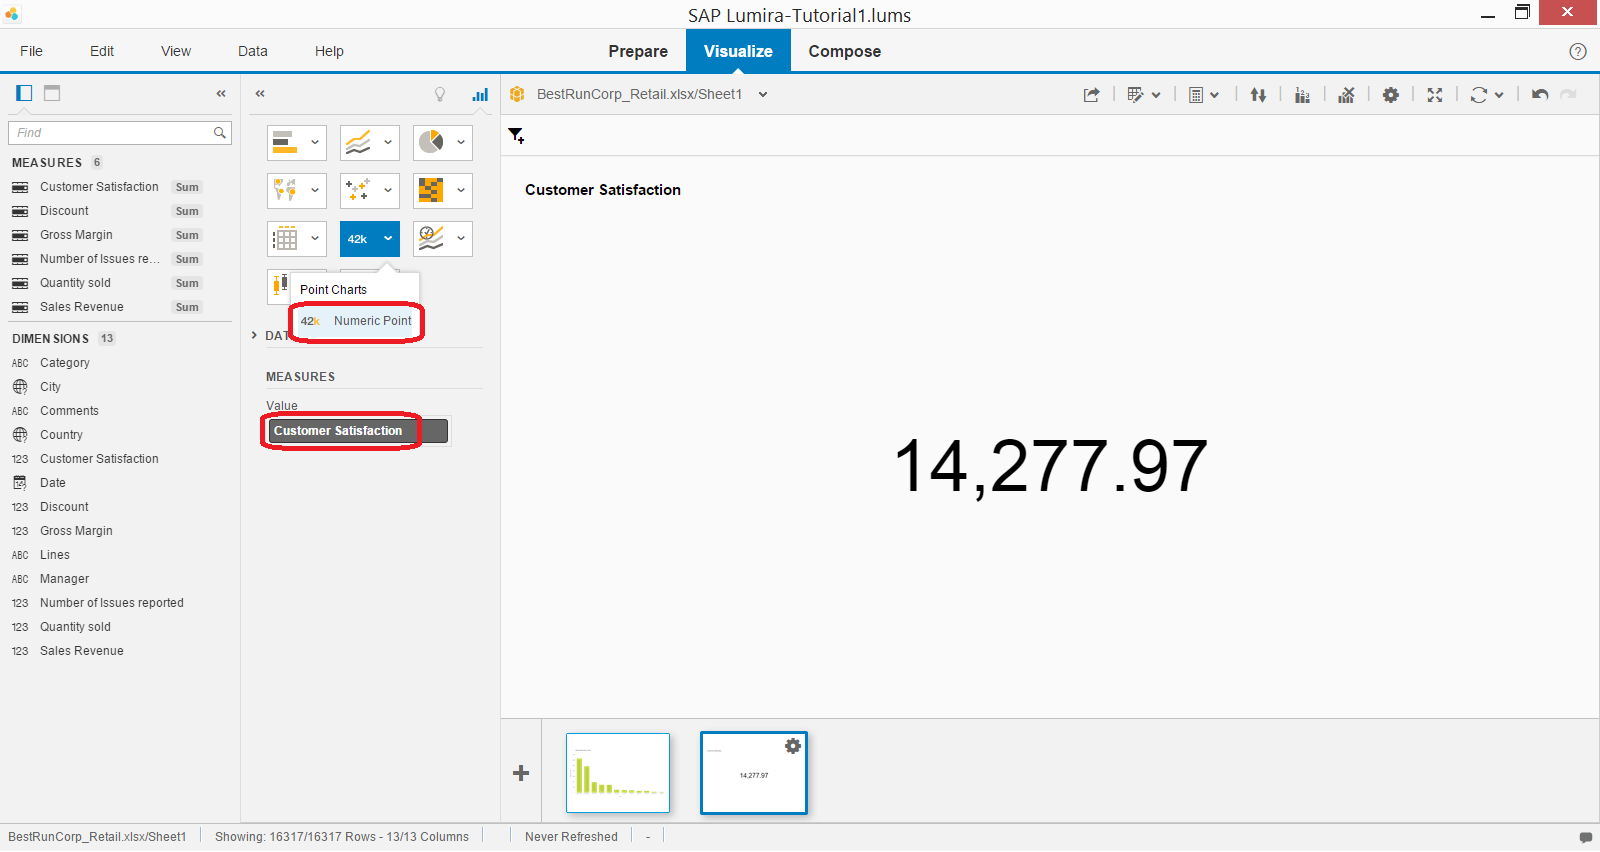 SAP Lumira-Tutorial1.lums
File Edit View Data Help
Prepare Visualize Compose
BestRunCorp_Retail.xlsx/Sheet1
Find
MEASURES 6
Customer Satisfaction Sum
Discount Sum
Gross Margin Sum
Number of Issues re... Sum
Quantity sold Sum
Sales Revenue Sum
DIMENSIONS 13
ABC Category
City
ABC Comments
Country
123 Customer Satisfaction
Date
123 Discount
123 Gross Margin
ABC Lines
ABC Manager
123 Number of Issues reported
123 Quantity sold
123 Sales Revenue
42k
Point Charts
42k Numeric Point
DAT
MEASURES
Value
Customer Satisfaction
Customer Satisfaction
14,277.97
14,277.97
BestRunCorp_Retail.xlsx/Sheet1
Showing: 16317/16317 Rows - 13/13 Columns
Never Refreshed
-